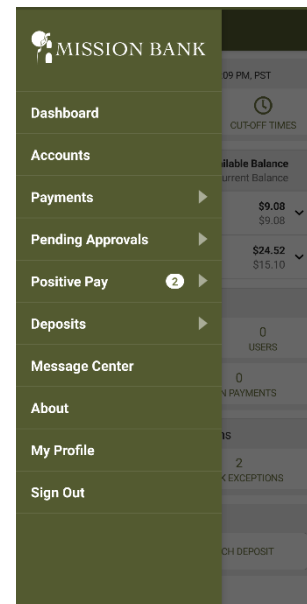 MISSION BANK
09 PM, PST
CUT-OFF TIMES
Dashboard
Accounts
ilable Balance
urrent Balance
Payments
$9.08
$9.08
Pending Approvals
$24.52
$15.10
Positive Pay 2
Deposits
0
USERS
Message Center
0
PAYMENTS
About
My Profile
2
EXCEPTIONS
Sign Out
CH DEPOSIT